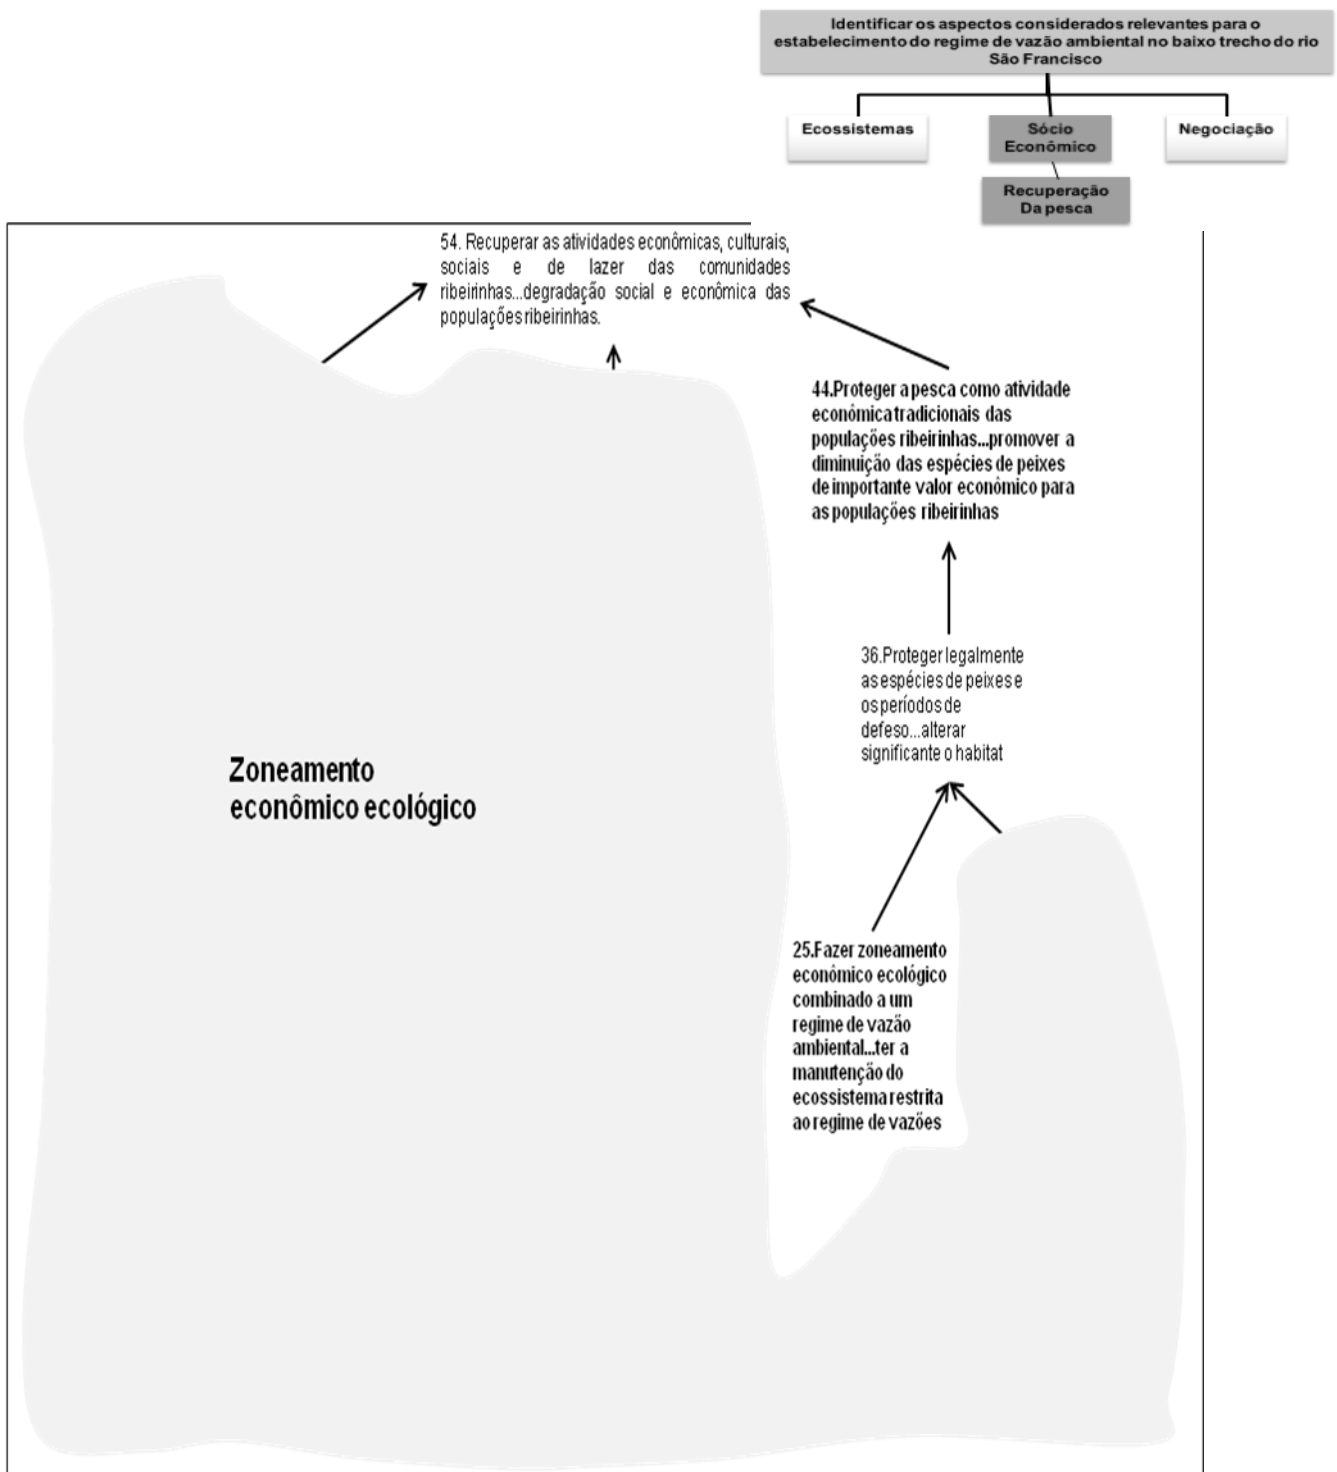 Identificar os aspectos considerados relevantes para o
estabelecimento do regime de vazão ambiental no baixo trecho do rio
São Francisco
Ecossistemas
Sócio
Econômico
Negociação
Recuperação
Da pesca
54. Recuperar as atividades econômicas, culturais,
sociais e de lazer das comunidades
ribeirinhas...degradação social e econômica das
populações ribeirinhas.
44.Proteger a pesca como atividade
econômica tradicionais das
populações ribeirinhas...promover a
diminuição das espécies de peixes
de importante valor econômico para
as populações ribeirinhas
36.Proteger legalmente
as espécies de peixes e
os períodos de
defeso...alterar
significante o habitat
Zoneamento
econômico ecológico
25.Fazer zoneamento
econômico ecológico
combinado a um
regime de vazão
ambiental...ter a
manutenção do
ecossistema restrita
ao regime de vazões